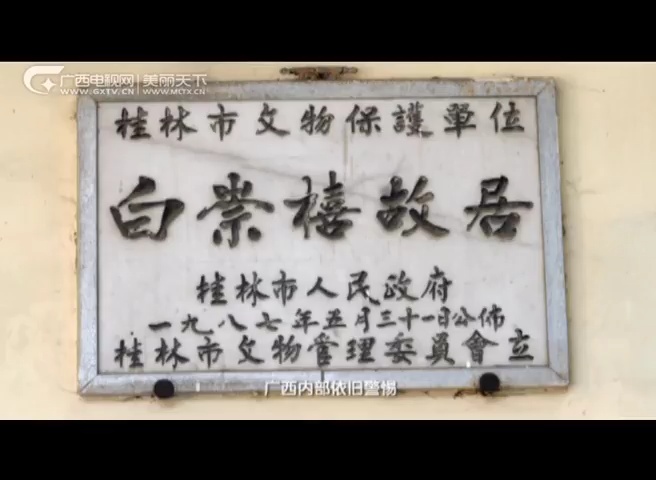 广西电视网 | 美丽天下
WWW.GXTV.CN WWW.MLTX.CN
桂林市文物保護單位
白崇禧故居
桂林市人民政府
一九八七年五月三十一日公佈
桂林市文物管理委員會立
广西内部依旧警惕